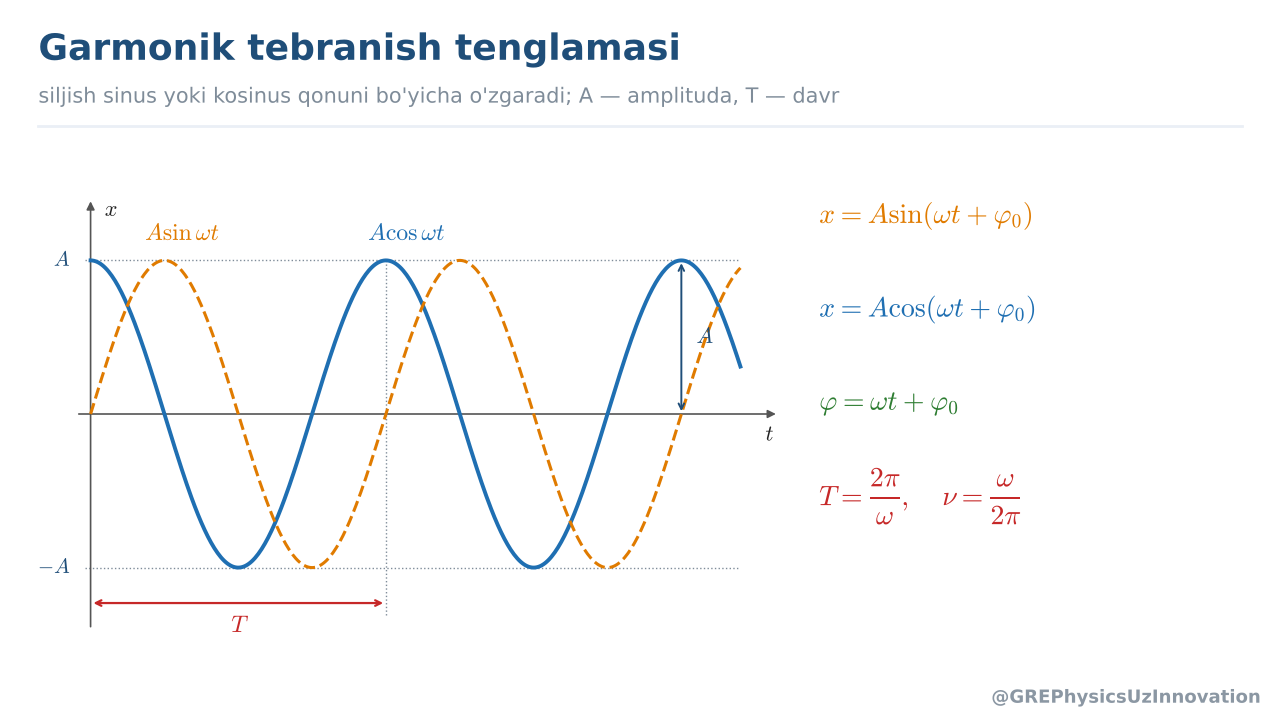 Garmonik tebranish tenglamasi
siljish sinus yoki kosinus qonuni bo'yicha o'zgaradi; A — amplituda, T — davr
x
A sin ωt
A cos ωt
A
A
t
−A
T
x = A sin(ωt + φ₀)
x = A cos(ωt + φ₀)
φ = ωt + φ₀
T = 2π/ω, ν = ω/2π
@GREPhysicsUzInnovation